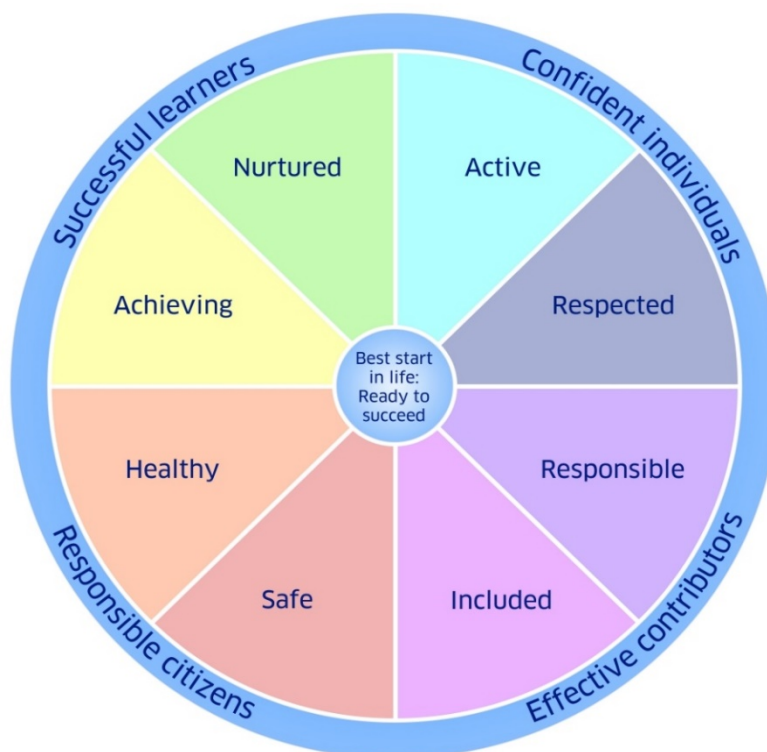 Successful learners
Confident individuals
Nurtured
Active
Achieving
Respected
Best start
in life:
Ready to
succeed
Healthy
Responsible
Safe
Included
Responsible citizens
Effective contributors